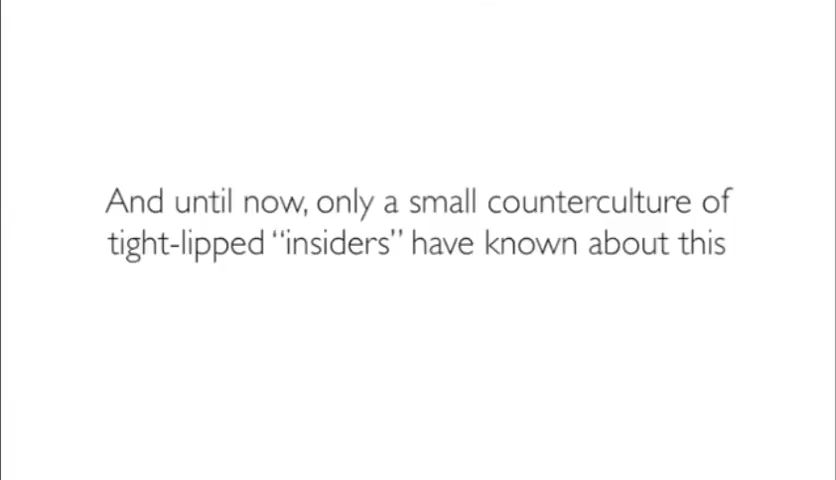 And until now, only a small counterculture of
tight-lipped “insiders” have known about this